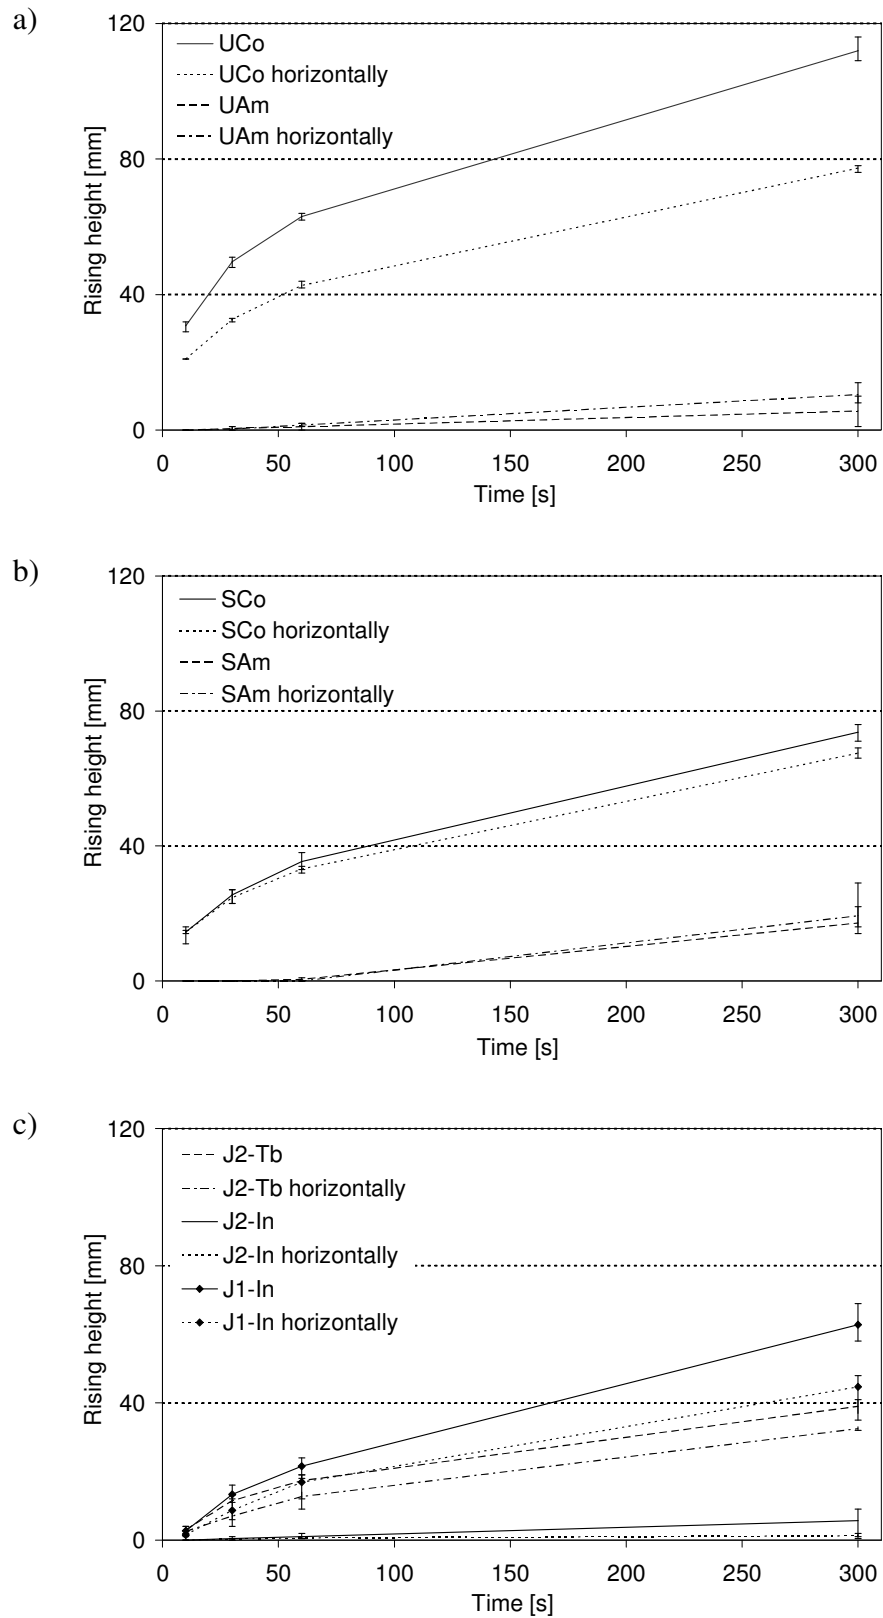 a)
120
80
40
0
Rising height [mm]
UCo
UCo horizontally
UAm
UAm horizontally
0 50 100 150 200 250 300
Time [s]
b)
120
80
40
0
Rising height [mm]
SCo
SCo horizontally
SAm
SAm horizontally
0 50 100 150 200 250 300
Time [s]
c)
120
80
40
0
Rising height [mm]
J2-Tb
J2-Tb horizontally
J2-In
J2-In horizontally
J1-In
J1-In horizontally
0 50 100 150 200 250 300
Time [s]